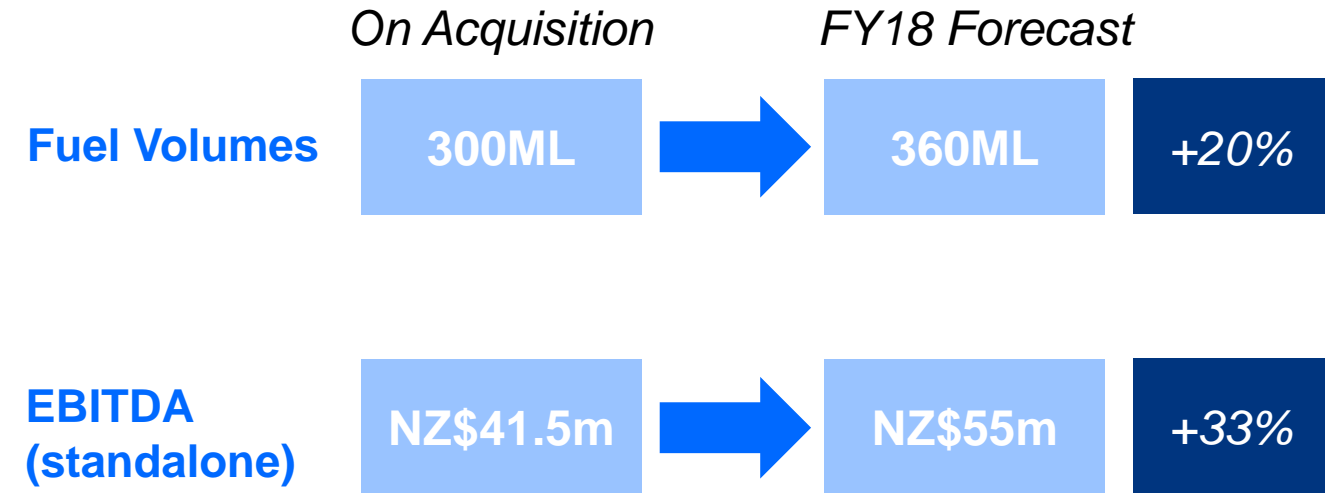 On Acquisition FY18 Forecast
Fuel Volumes 300ML 360ML +20%
EBITDA
(standalone) NZ$41.5m NZ$55m +33%